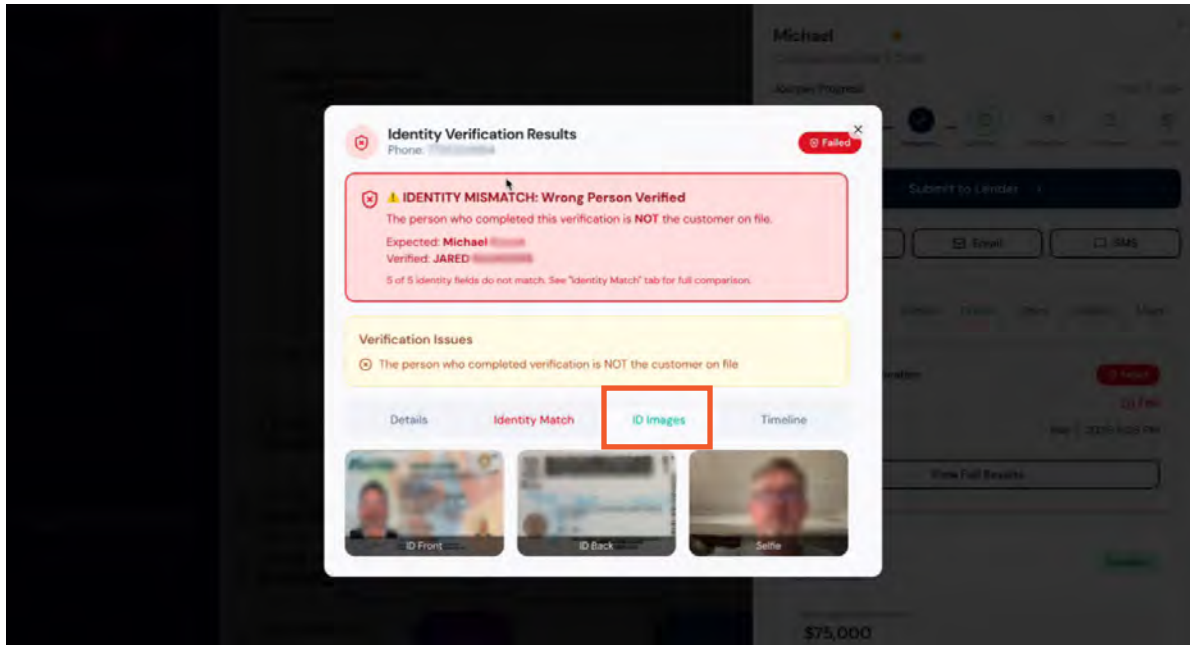 Michael
Journey Progress
Identity Verification Results
Phone:
Failed
Submit to Lender
⚠ IDENTITY MISMATCH: Wrong Person Verified
The person who completed this verification is NOT the customer on file.
Expected: Michael
Verified: JARED
5 of 5 identity fields do not match. See "Identity Match" tab for full comparison.
Email
SMS
Verification Issues
The person who completed verification is NOT the customer on file
Failed
Details
Identity Match
ID Images
Timeline
View Full Results
ID Front
ID Back
Selfie
$75,000